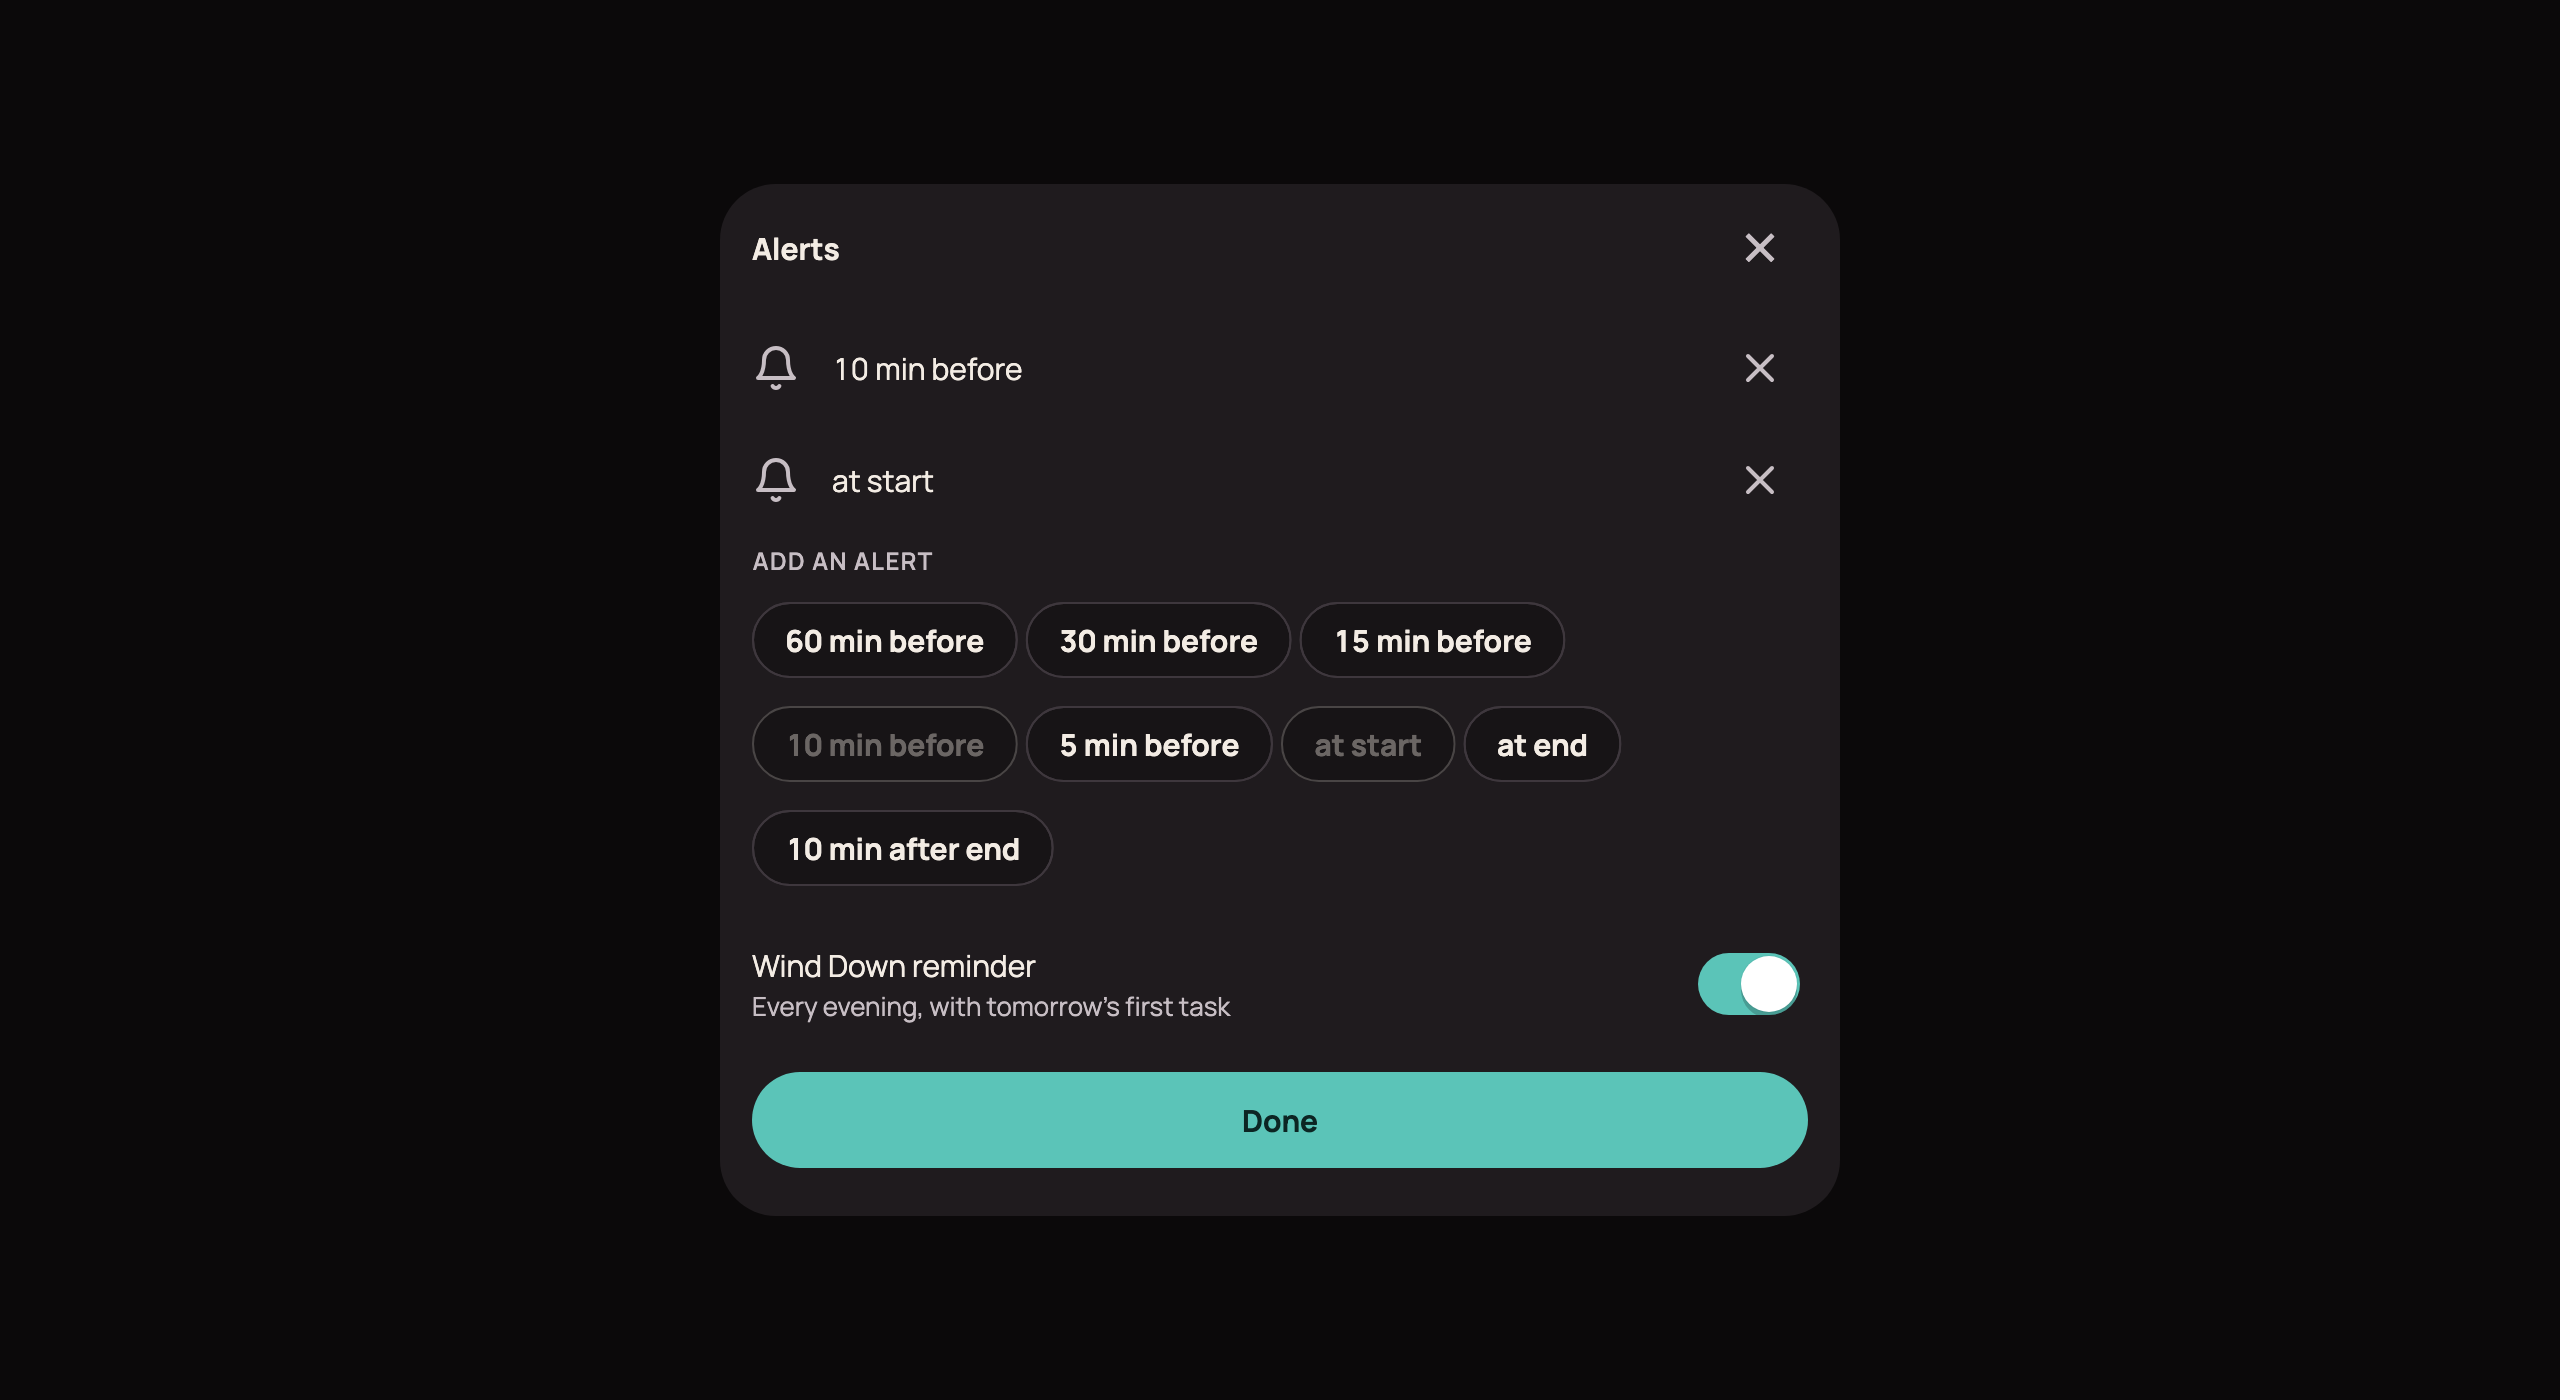 Alerts
10 min before
at start
ADD AN ALERT
60 min before 30 min before 15 min before
10 min before 5 min before at start at end
10 min after end
Wind Down reminder
Every evening, with tomorrow’s first task
Done